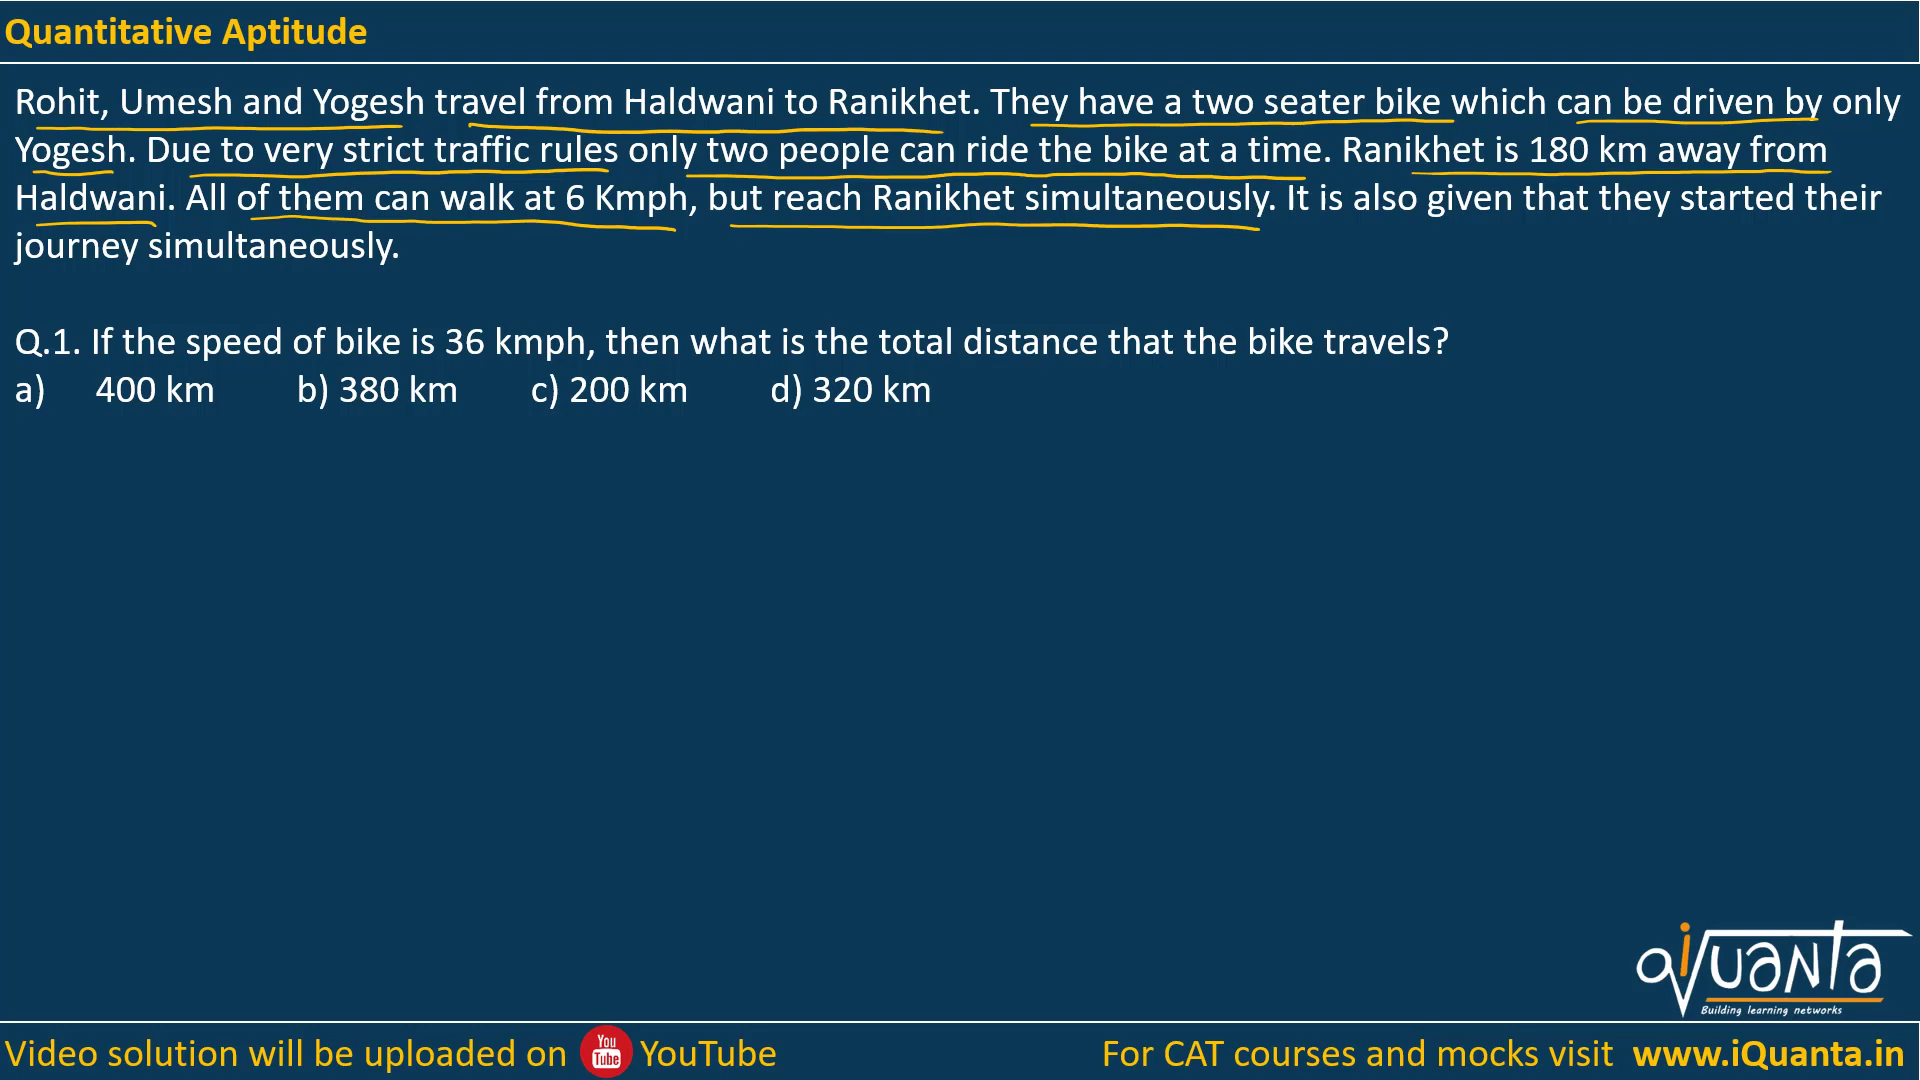 Quantitative Aptitude
Rohit, Umesh and Yogesh travel from Haldwani to Ranikhet. They have a two seater bike which can be driven by only
Yogesh. Due to very strict traffic rules only two people can ride the bike at a time. Ranikhet is 180 km away from
Haldwani. All of them can walk at 6 Kmph, but reach Ranikhet simultaneously. It is also given that they started their
journey simultaneously.
Q.1. If the speed of bike is 36 kmph, then what is the total distance that the bike travels?
a) 400 km b) 380 km c) 200 km d) 320 km
iQuanta
Building learning networks
Video solution will be uploaded on You Tube YouTube
For CAT courses and mocks visit www.iQuanta.in